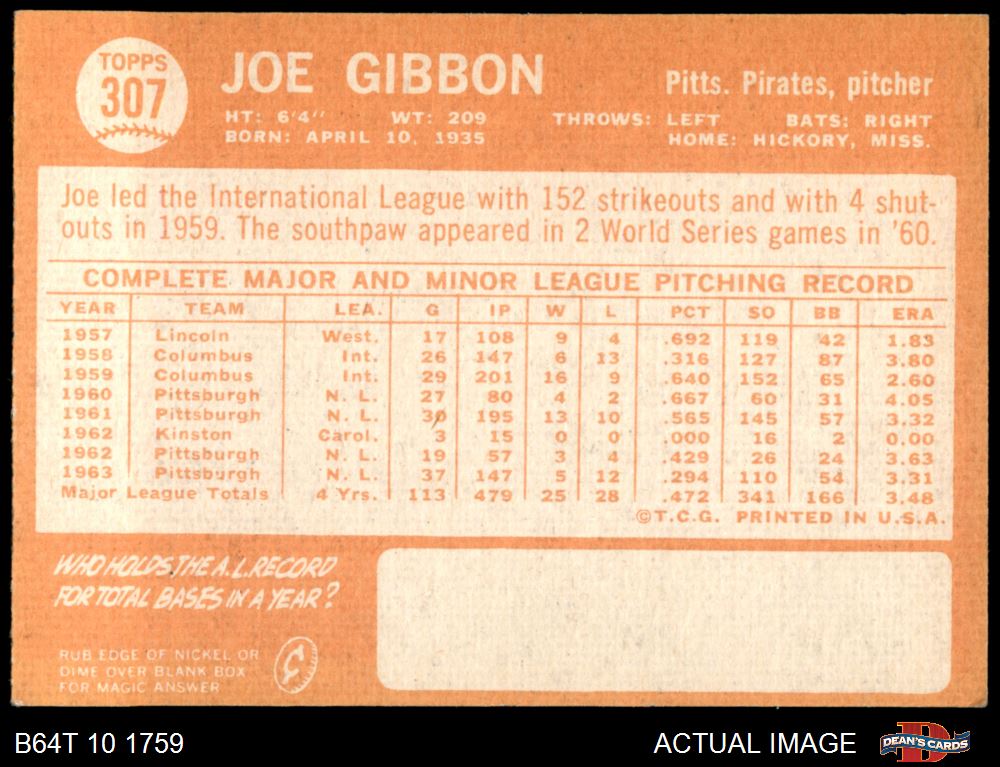 TOPPS
307
JOE GIBBON
Pitts. Pirates, pitcher
HT: 6'4" WT: 209 THROWS: LEFT BATS: RIGHT
BORN: APRIL 10, 1935 HOME: HICKORY, MISS.
Joe led the International League with 152 strikeouts and with 4 shut-
outs in 1959. The southpaw appeared in 2 World Series games in '60.
COMPLETE MAJOR AND MINOR LEAGUE PITCHING RECORD
YEAR TEAM LEA. G IP W L PCT SO BB ERA
1957 Lincoln West. 17 108 9 4 .692 119 42 1.83
1958 Columbus Int. 26 147 6 13 .316 127 87 3.80
1959 Columbus Int. 29 201 16 9 .640 152 65 2.60
1960 Pittsburgh N. L. 27 80 4 2 .667 60 31 4.05
1961 Pittsburgh N. L. 30 195 13 10 .565 145 57 3.32
1962 Kinston Carol. 3 15 0 0 .000 16 2 0.00
1962 Pittsburgh N. L. 19 57 3 4 .429 26 24 3.63
1963 Pittsburgh N. L. 37 147 5 12 .294 110 54 3.31
Major League Totals 4 Yrs. 113 479 25 28 .472 341 166 3.48
©T.C.G. PRINTED IN U.S.A.
WHO HOLDS THE A.L. RECORD
FOR TOTAL BASES IN A YEAR?
RUB EDGE OF NICKEL OR
DIME OVER BLANK BOX
FOR MAGIC ANSWER
B64T 10 1759
ACTUAL IMAGE
DEAN'S CARDS